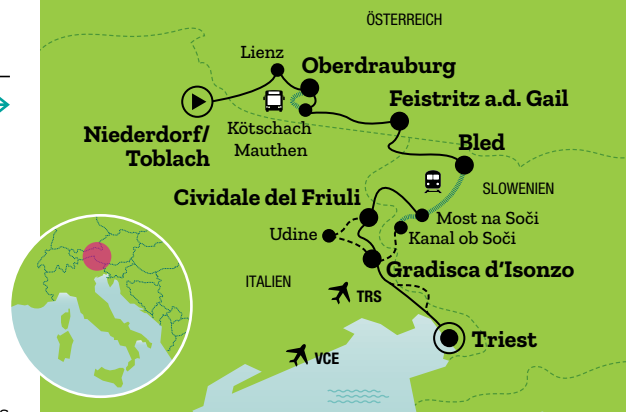 ÖSTERREICH
Lienz
Oberdrauburg
Feistritz a.d. Gail
Niederdorf/
Toblach
Kötschach
Mauthen
Bled
SLOWENIEN
Cividale del Friuli
Most na Soči
Udine
Kanal ob Soči
ITALIEN
Gradisca d'Isonzo
TRS
Triest
VCE